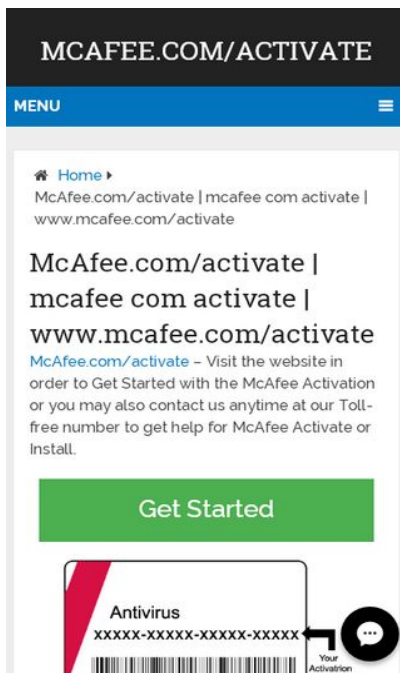 MCAFEE.COM/ACTIVATE
MENU
Home
McAfee.com/activate | mcafee com activate |
www.mcafee.com/activate
McAfee.com/activate |
mcafee com activate |
www.mcafee.com/activate
McAfee.com/activate – Visit the website in
order to Get Started with the McAfee Activation
or you may also contact us anytime at our Toll-
free number to get help for McAfee Activate or
Install.
Get Started
Antivirus
xxxxx-xxxxx-xxxxx-xxxxx
Your
Activatrion